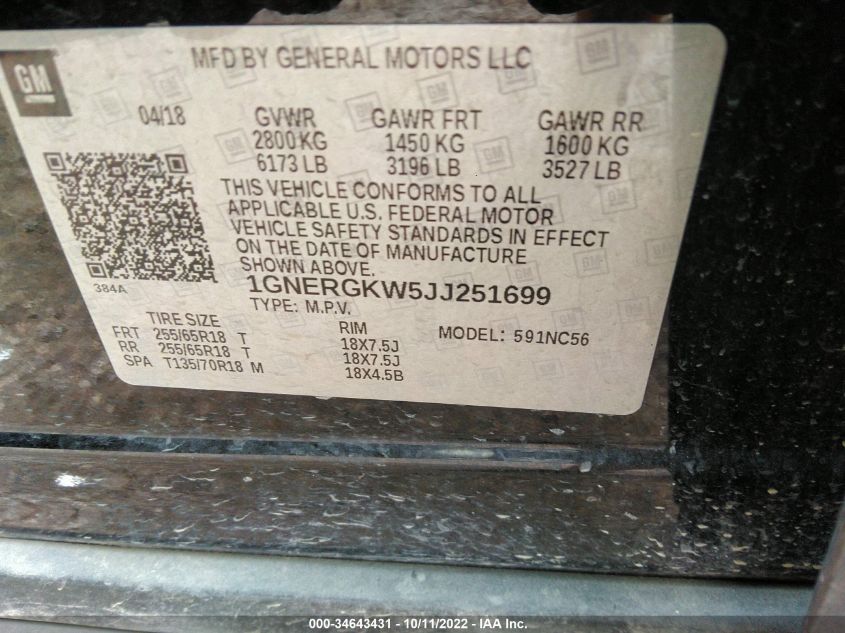 GM
MFD BY GENERAL MOTORS LLC
04/18 GVWR GAWR FRT GAWR RR
2800 KG 1450 KG 1600 KG
6173 LB 3196 LB 3527 LB
THIS VEHICLE CONFORMS TO ALL
APPLICABLE U.S. FEDERAL MOTOR
VEHICLE SAFETY STANDARDS IN EFFECT
ON THE DATE OF MANUFACTURE
SHOWN ABOVE.
384A
1GNERGKW5JJ251699
TYPE: M.P.V.
MODEL: 591NC56
TIRE SIZE RIM
FRT 255/65R18 T 18X7.5J
RR 255/65R18 T 18X7.5J
SPA T135/70R18 M 18X4.5B
000-34643431 - 10/11/2022 - IAA Inc.